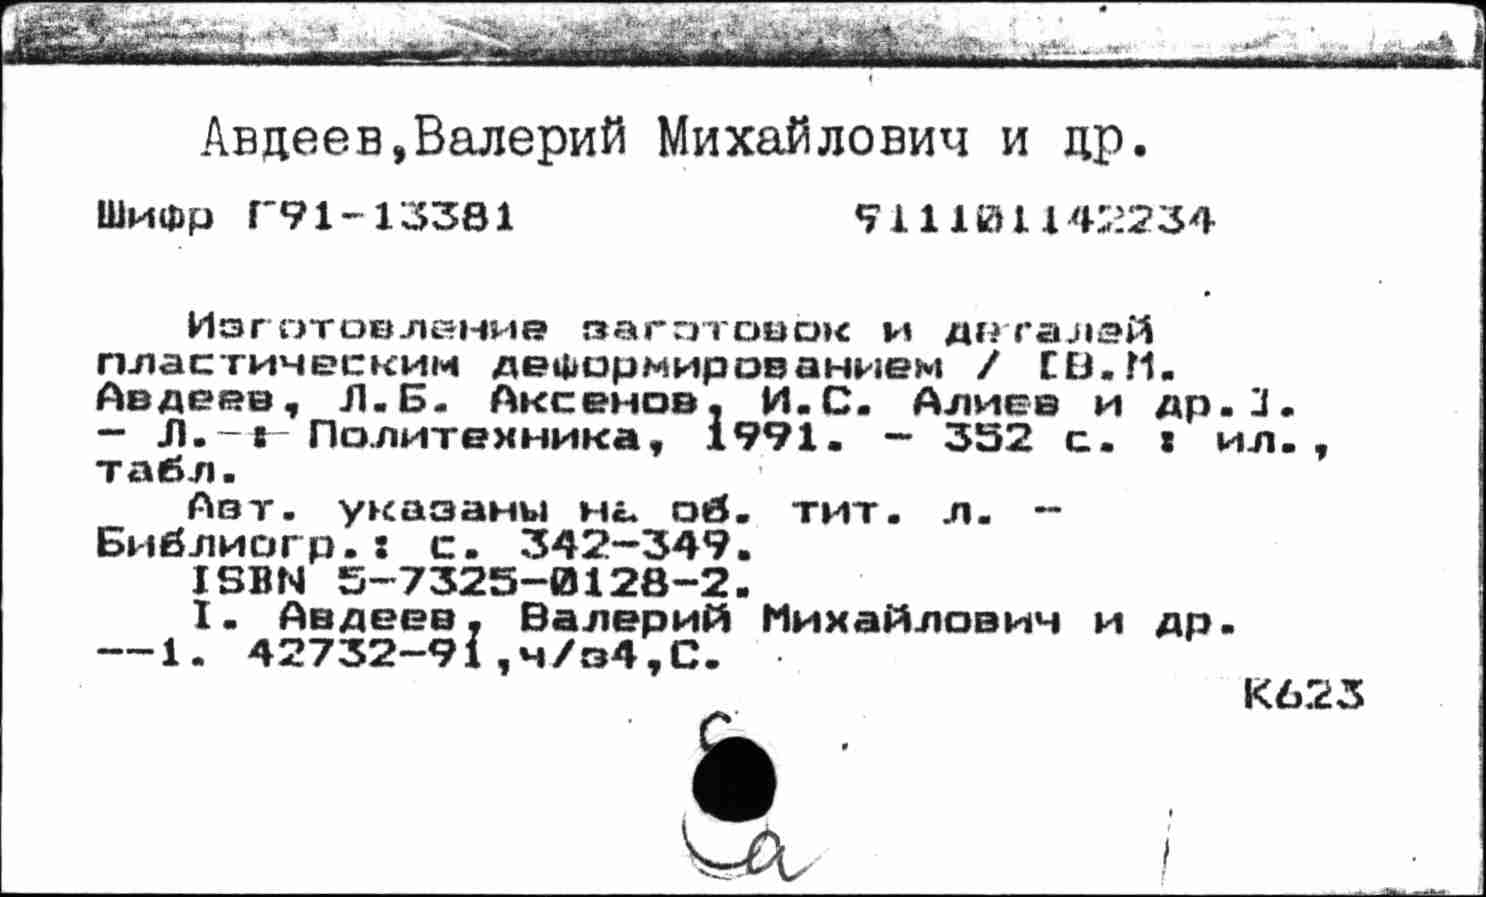 Авдеев,Валерий Михайлович и др.
Шифр Г91-13381 911101142234
Изготовление заготовок и деталей
пластическим деформированием / [В.М.
Авдеев, Л.Б. Аксенов, И.С. Алиев и др.].
- Л. : Политехника, 1991. - 352 с. : ил.,
табл.
Авт. указаны на об. тит. л. -
Библиогр.: с. 342-349.
ISBN 5-7325-0128-2.
I. Авдеев, Валерий Михайлович и др.
--1. 42732-91,ч/з4,С.
К623